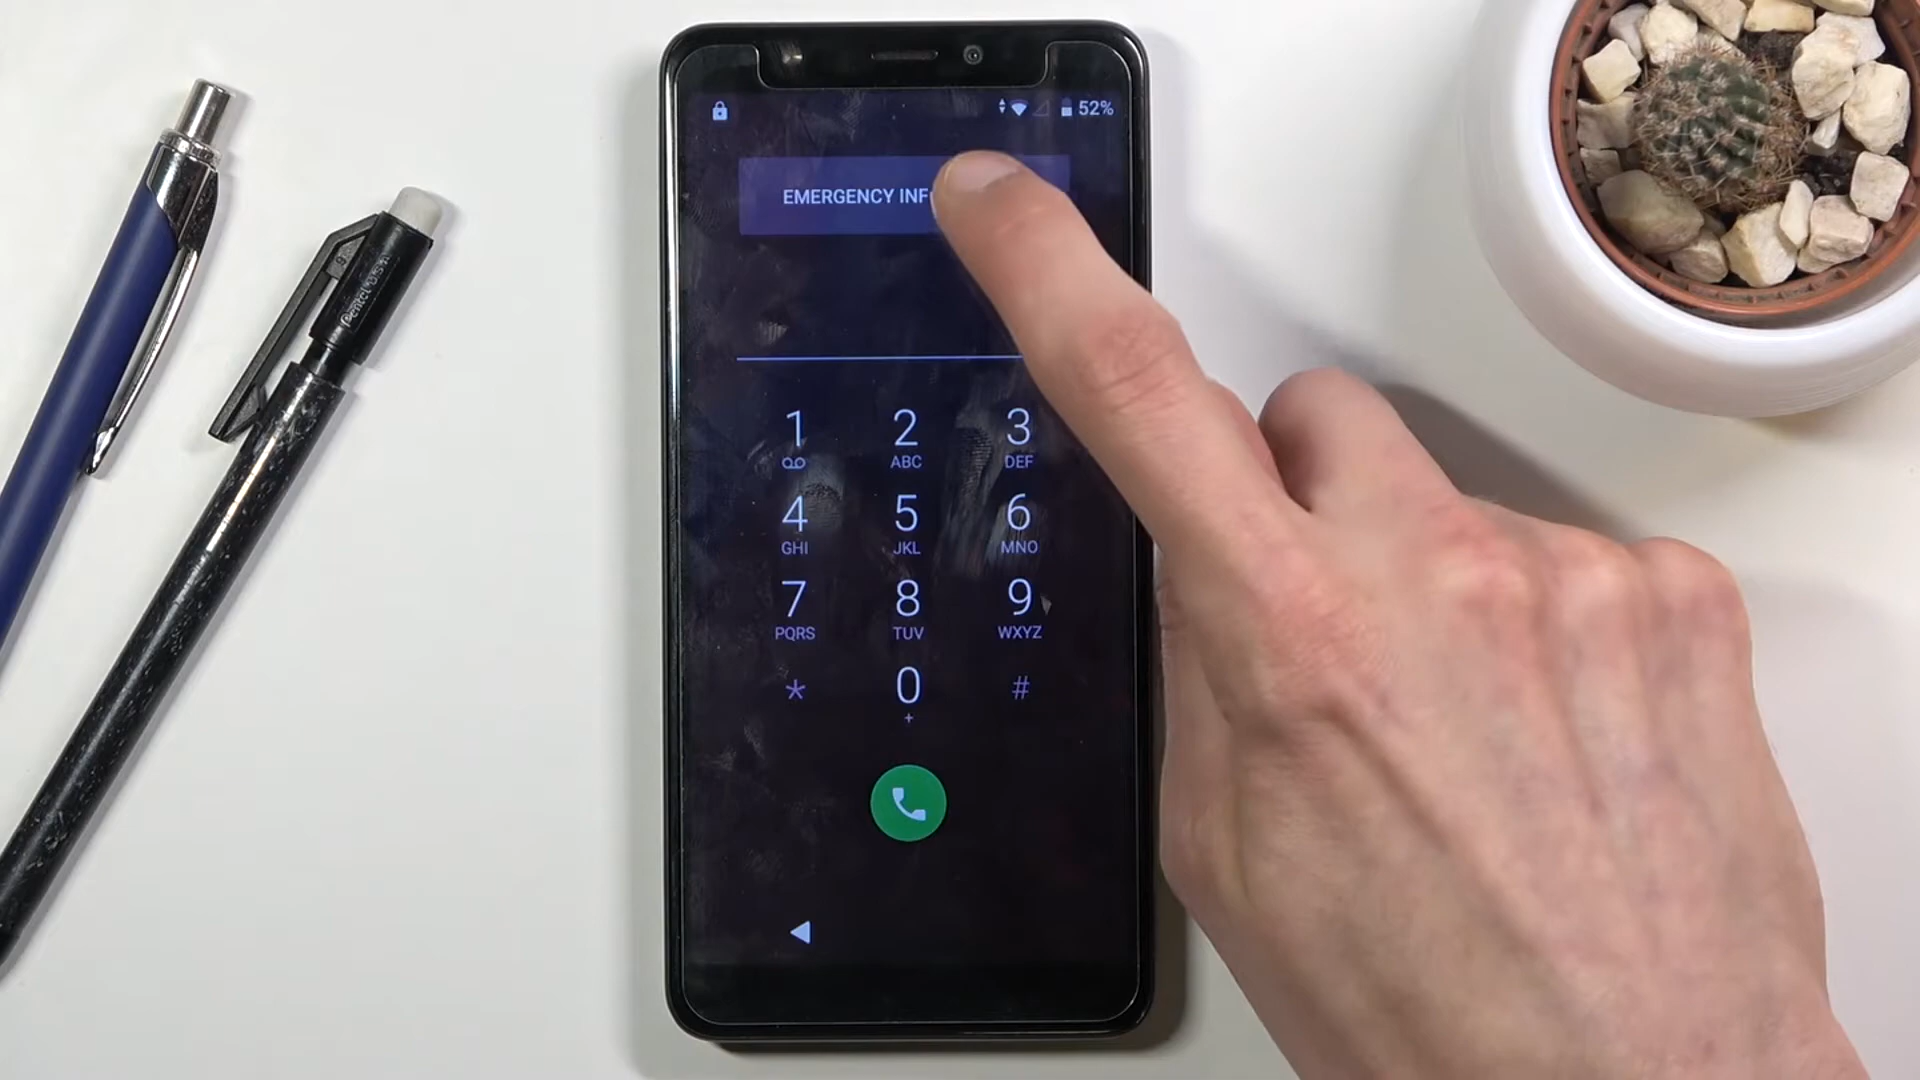 52%
EMERGENCY INF
1 2 3
ABC DEF
4 5 6
GHI JKL MNO
7 8 9
PQRS TUV WXYZ
* 0 #
+
Pentel